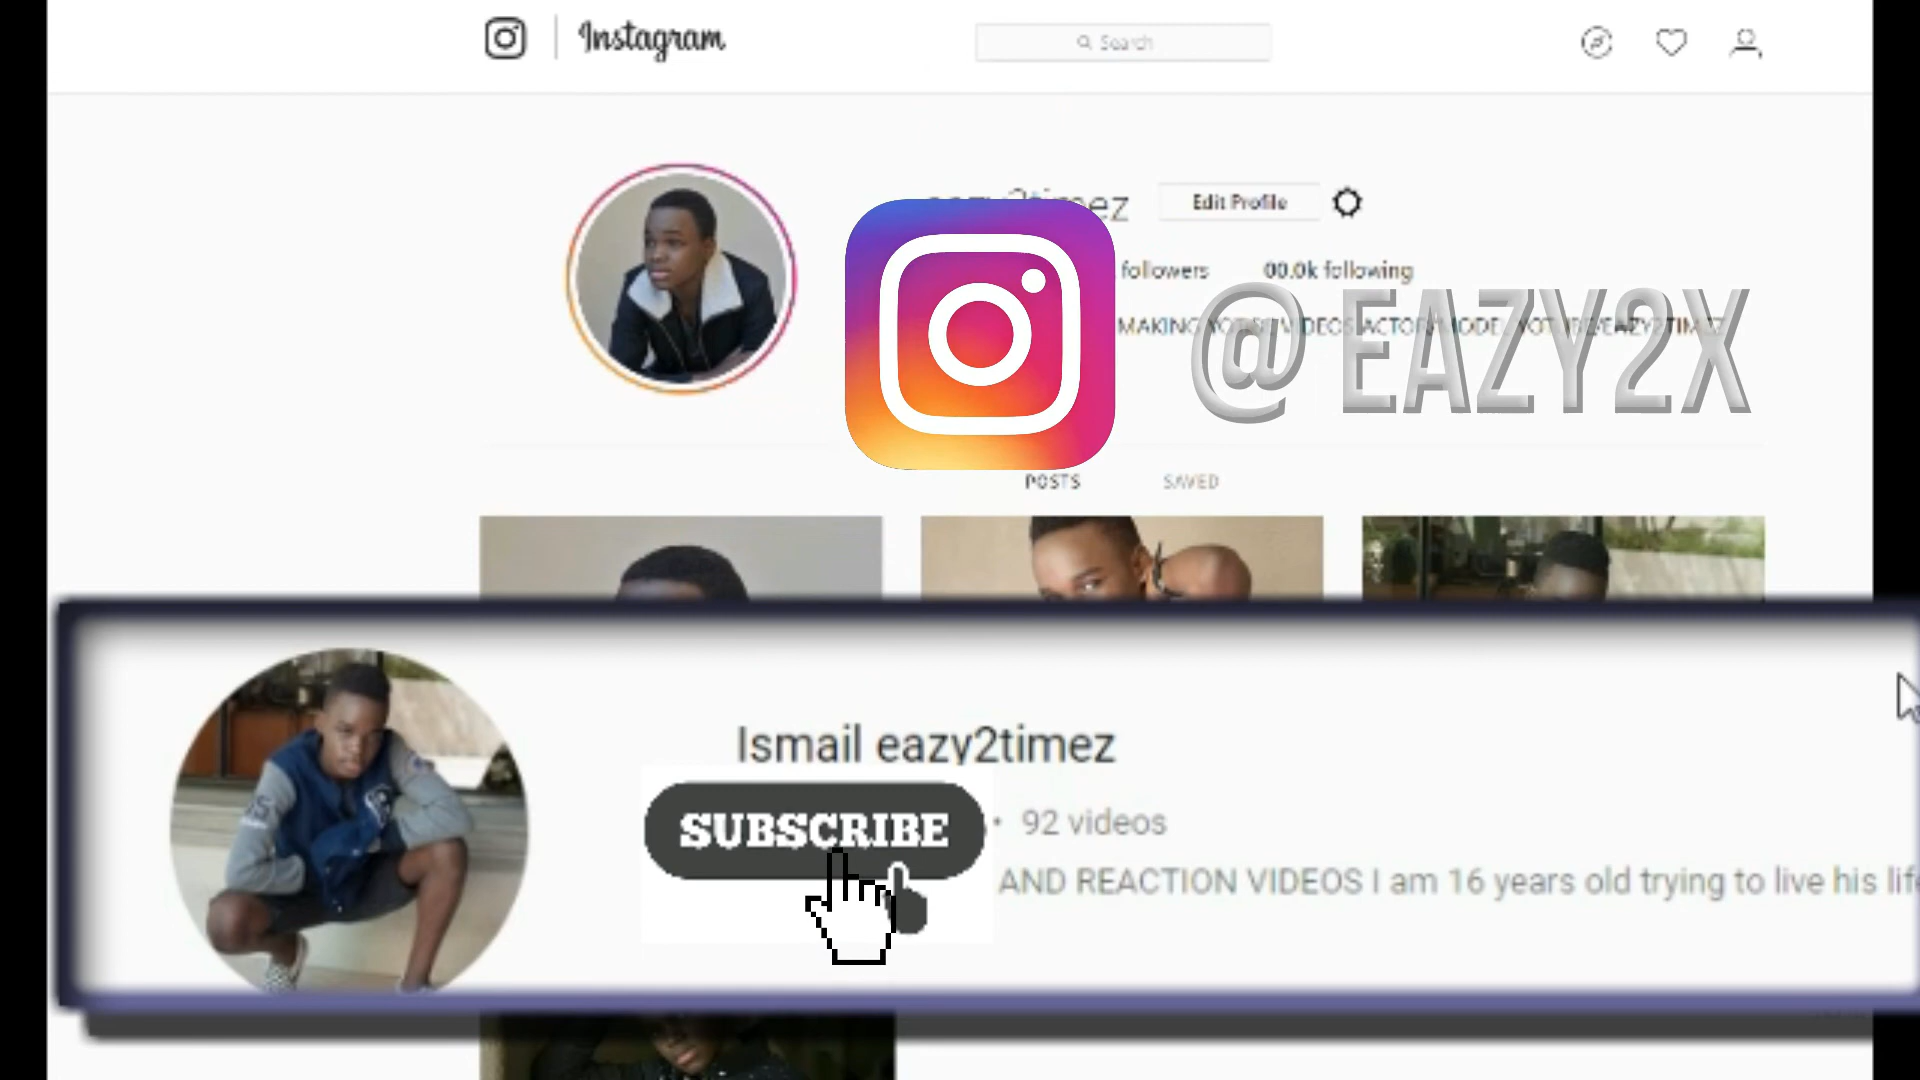 Instagram
Search
Edit Profile
followers
00.0k following
@EAZY2X
POSTS
SAVED
Ismail eazy2timez
SUBSCRIBE
• 92 videos
AND REACTION VIDEOS I am 16 years old trying to live his life